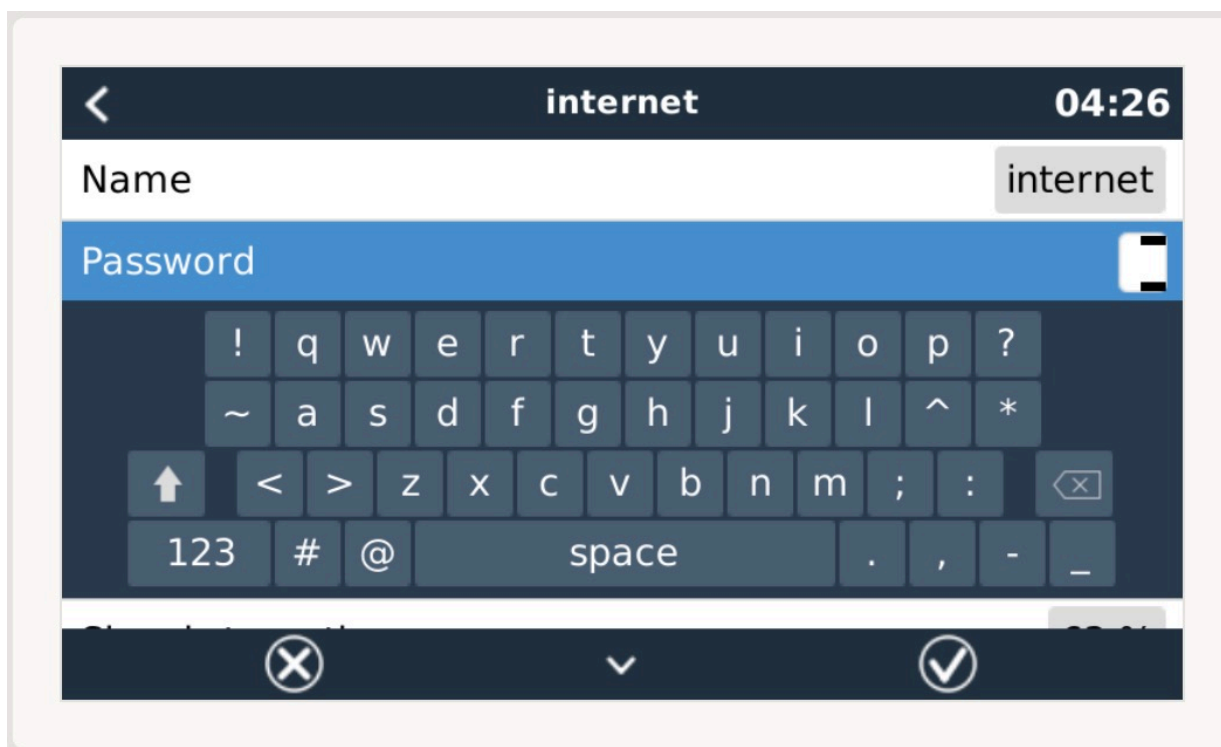 internet 04:26
Name internet
Password
! q w e r t y u i o p ?
~ a s d f g h j k l ^ *
< > z x c v b n m ; :
123 # @ space . , - _